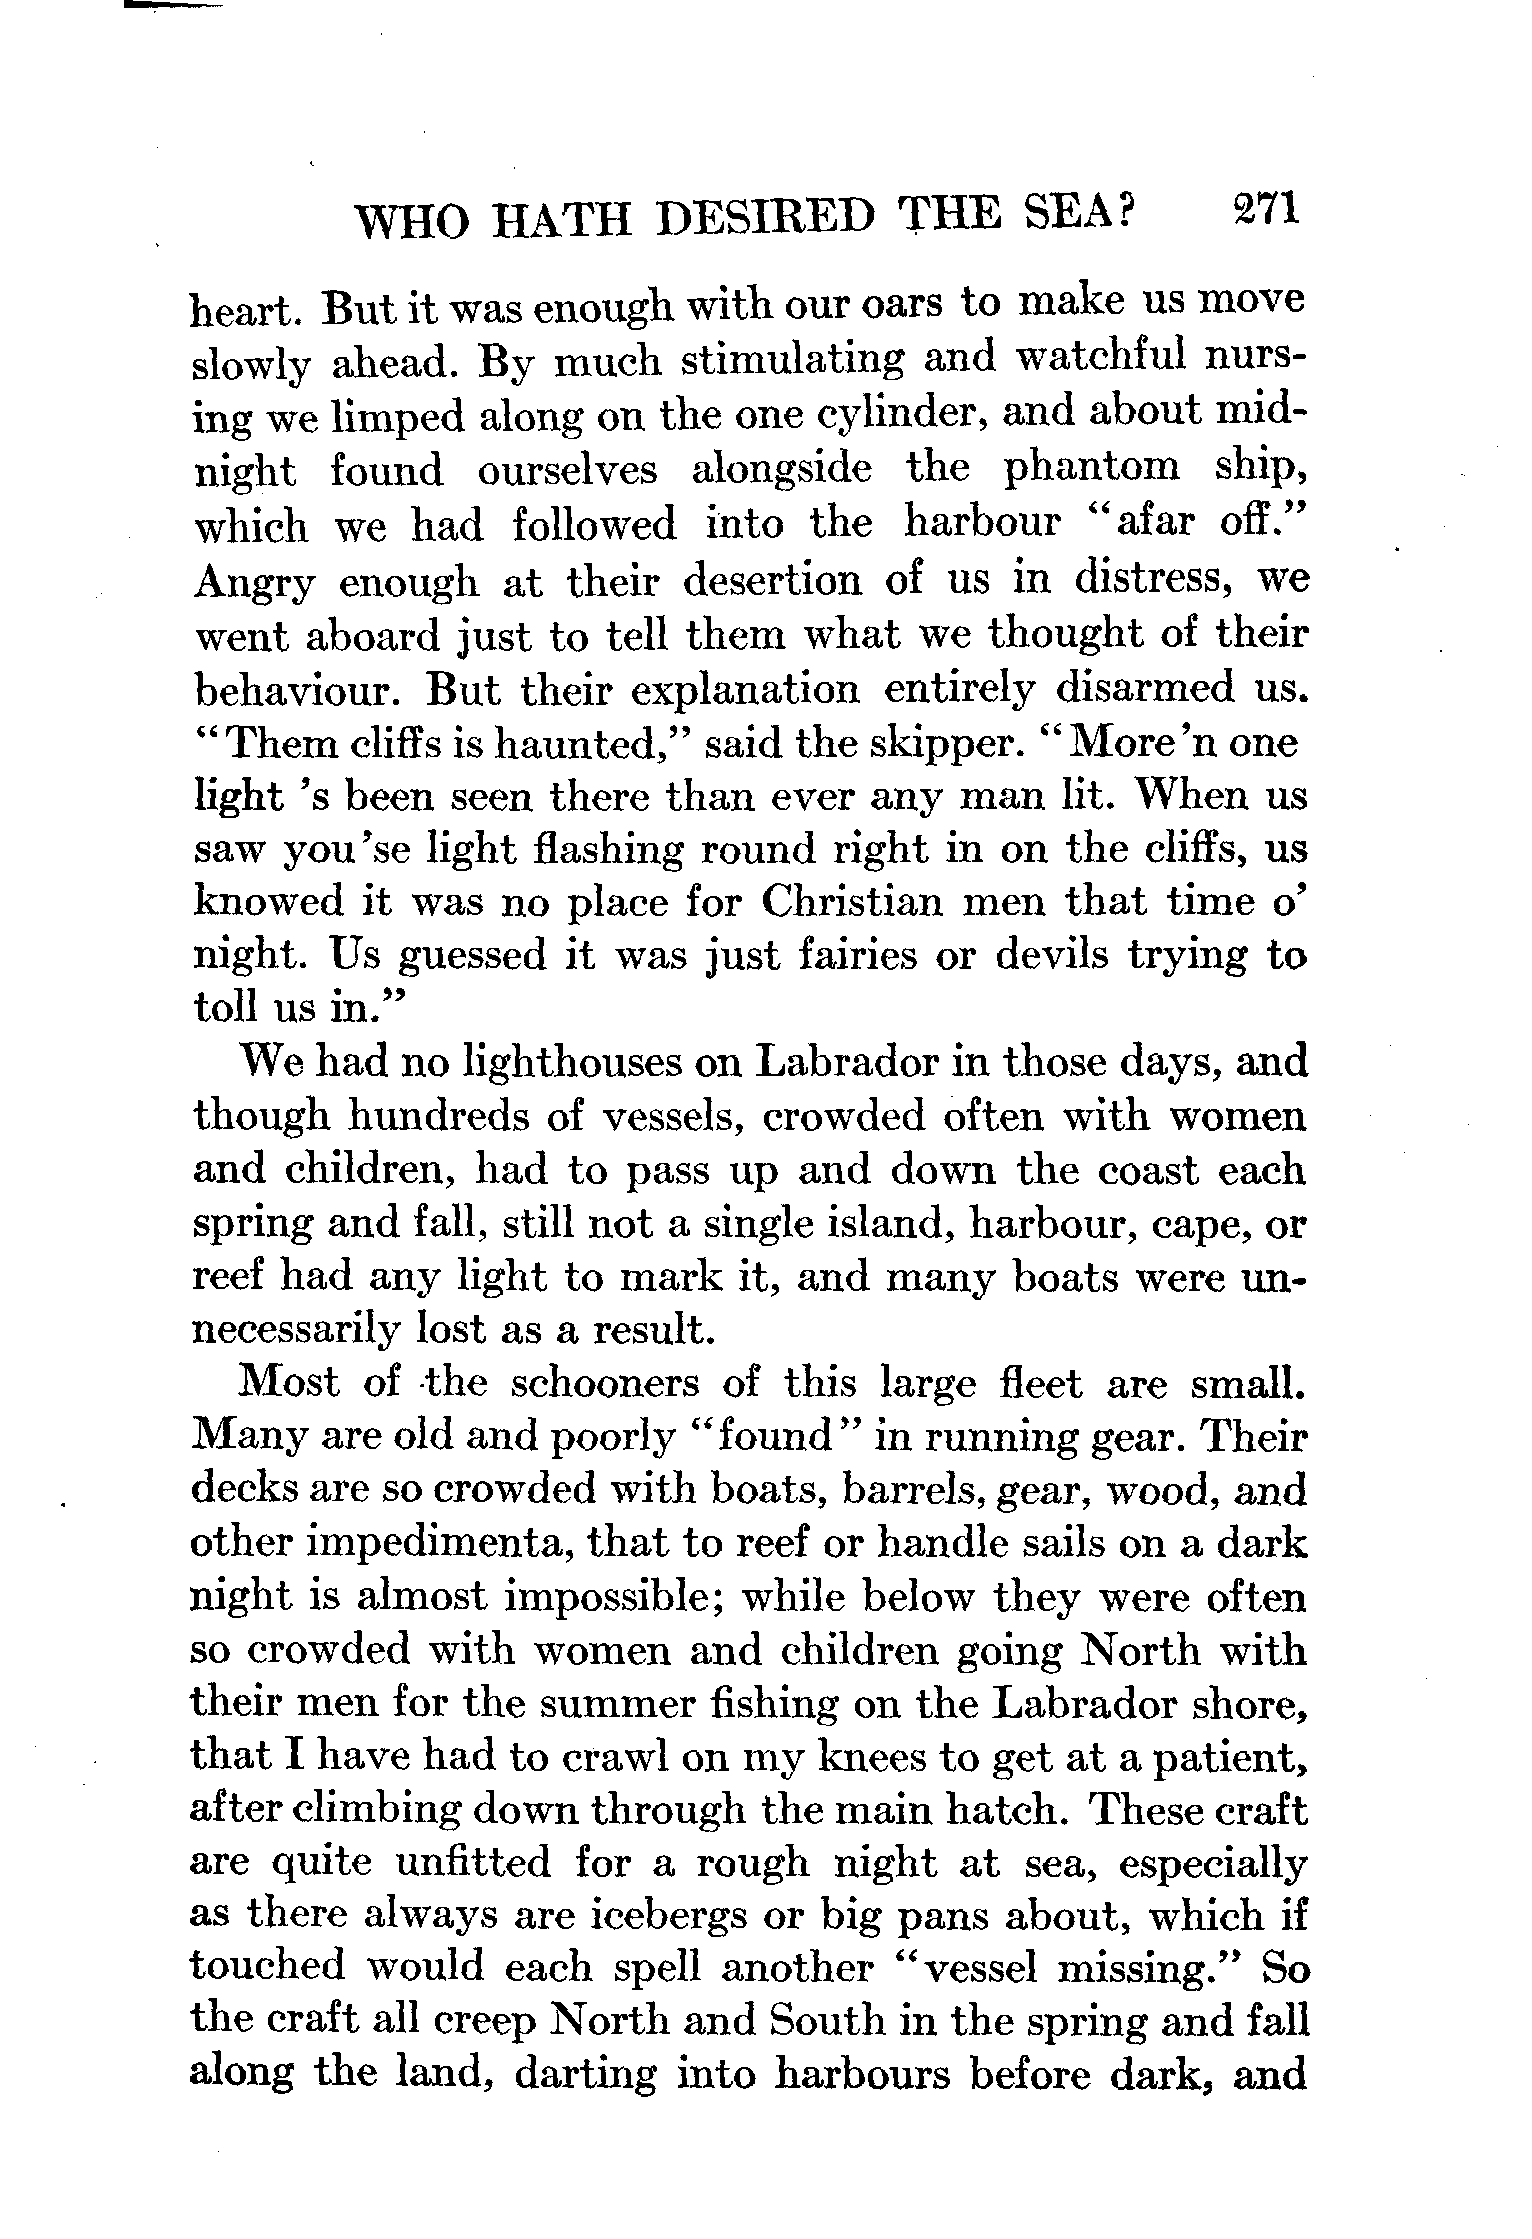 WHO HATH DESIRED THE SEA? 271
heart. But it was enough with our oars to make us move
slowly ahead. By much stimulating and watchful nurs-
ing we limped along on the one cylinder, and about mid-
night found ourselves alongside the phantom ship,
which we had followed into the harbour "afar off."
Angry enough at their desertion of us in distress, we
went aboard just to tell them what we thought of their
behaviour. But their explanation entirely disarmed us.
"Them cliffs is haunted," said the skipper. "More'n one
light 's been seen there than ever any man lit. When us
saw you'se light flashing round right in on the cliffs, us
knowed it was no place for Christian men that time o'
night. Us guessed it was just fairies or devils trying to
toll us in."
We had no lighthouses on Labrador in those days, and
though hundreds of vessels, crowded often with women
and children, had to pass up and down the coast each
spring and fall, still not a single island, harbour, cape, or
reef had any light to mark it, and many boats were un-
necessarily lost as a result.
Most of the schooners of this large fleet are small.
Many are old and poorly "found" in running gear. Their
decks are so crowded with boats, barrels, gear, wood, and
other impedimenta, that to reef or handle sails on a dark
night is almost impossible; while below they were often
so crowded with women and children going North with
their men for the summer fishing on the Labrador shore,
that I have had to crawl on my knees to get at a patient,
after climbing down through the main hatch. These craft
are quite unfitted for a rough night at sea, especially
as there always are icebergs or big pans about, which if
touched would each spell another "vessel missing." So
the craft all creep North and South in the spring and fall
along the land, darting into harbours before dark, and